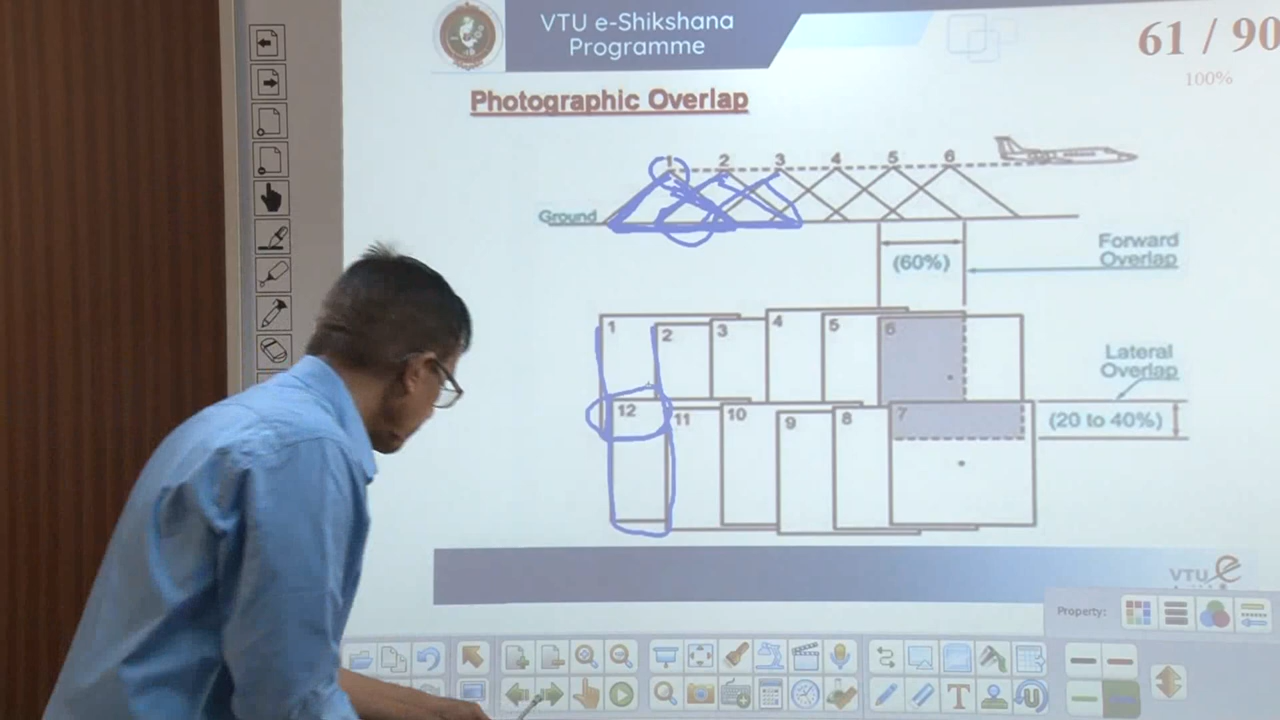 VTU e-Shikshana
Programme
61 / 90
100%
Photographic Overlap
1 2 3 4 5 6
Ground
(60%)
Forward
Overlap
1 2 3 4 5 6
Lateral
Overlap
12 11 10 9 8 7
(20 to 40%)
VTU e
Property:
T